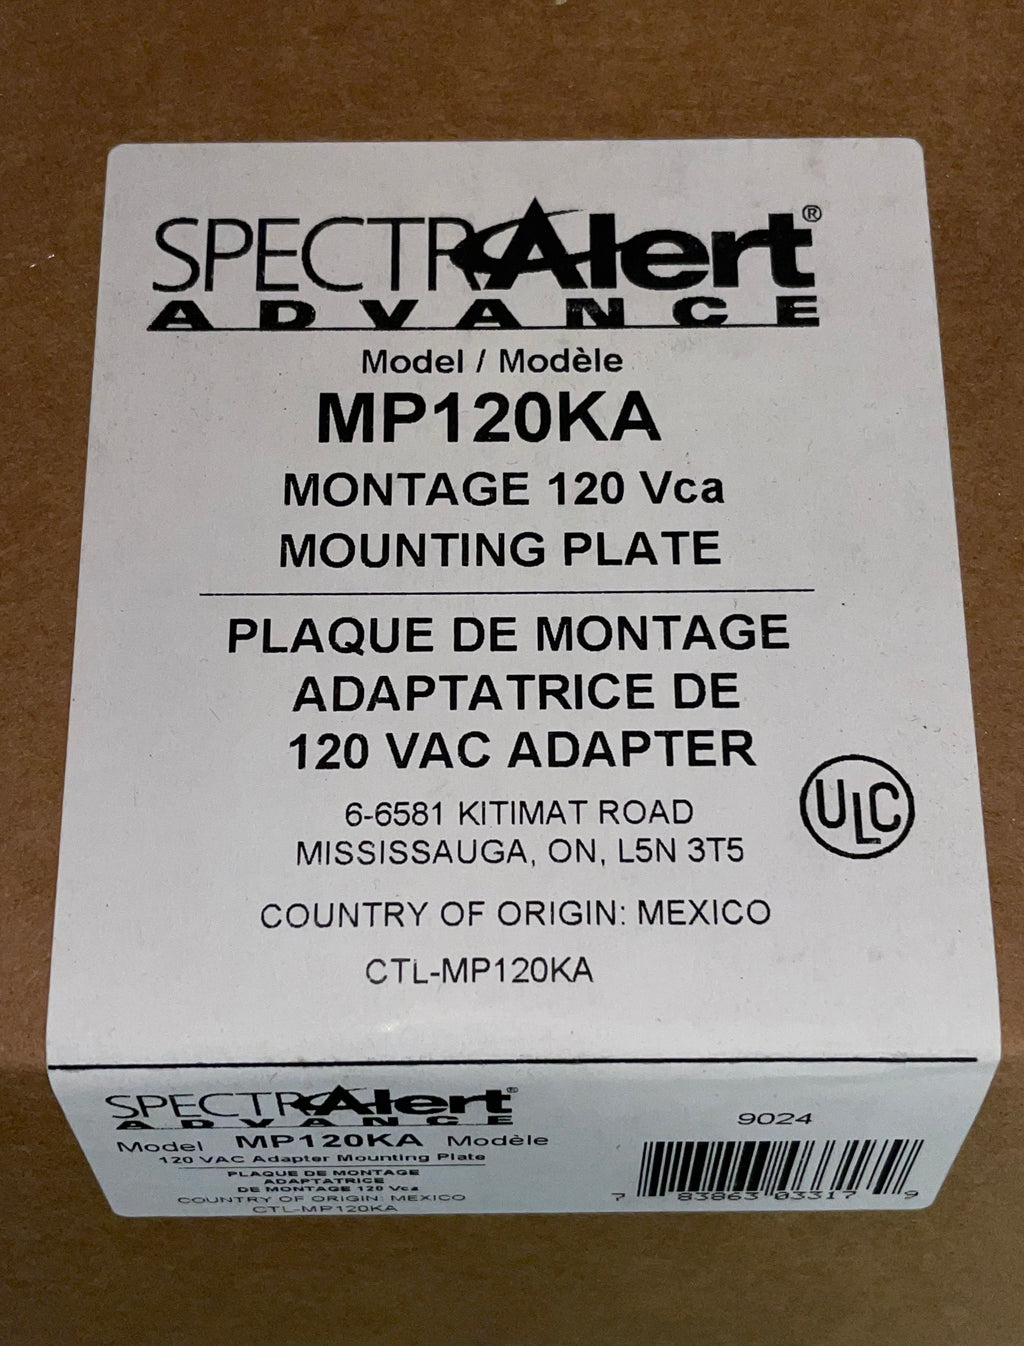 SPECTRAlert®
ADVANCE
Model / Modèle
MP120KA
MONTAGE 120 Vca
MOUNTING PLATE
PLAQUE DE MONTAGE
ADAPTATRICE DE
120 VAC ADAPTER
ULC
6-6581 KITIMAT ROAD
MISSISSAUGA, ON, L5N 3T5
COUNTRY OF ORIGIN: MEXICO
CTL-MP120KA
SPECTRAlert®
ADVANCE
Model MP120KA Modèle
120 VAC Adapter Mounting Plate
PLAQUE DE MONTAGE
ADAPTATRICE
DE MONTAGE 120 Vca
COUNTRY OF ORIGIN: MEXICO
CTL-MP120KA
9024
7 83863 03317 9